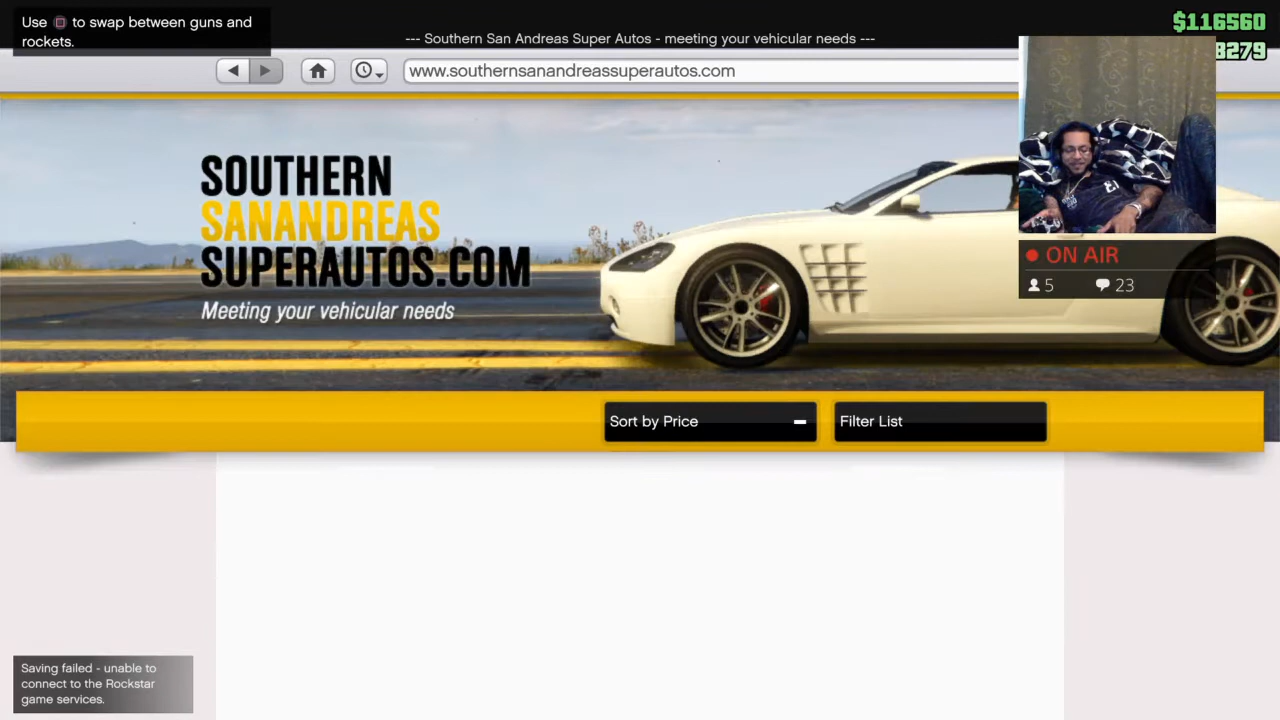 Use to swap between guns and
rockets.
--- Southern San Andreas Super Autos - meeting your vehicular needs ---
$116560
8279
www.southernsanandreassuperautos.com
SOUTHERN
SANANDREAS
SUPERAUTOS.COM
Meeting your vehicular needs
ON AIR
5 23
Sort by Price
Filter List
Saving failed - unable to
connect to the Rockstar
game services.